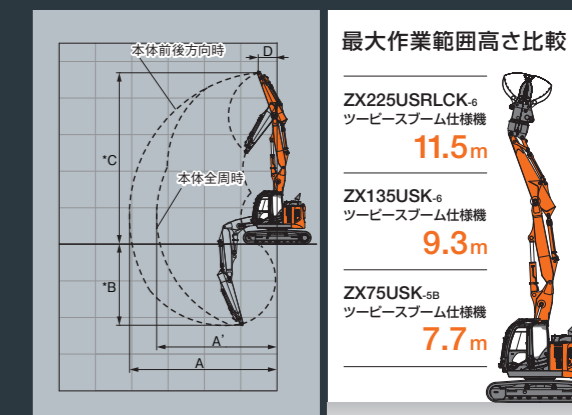 本体前後方向時
D
*C
本体全周時
*B
A'
A
最大作業範囲高さ比較
ZX225USRLCK-6
ツーピースブーム仕様機
11.5m
ZX135USK-6
ツーピースブーム仕様機
9.3m
ZX75USK-5B
ツーピースブーム仕様機
7.7m